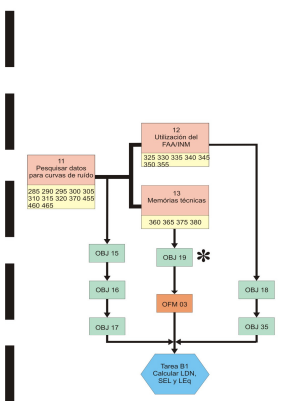 12
Utilización del
FAA/INM
325 330 335 340 345
350 355
11
Pesquisar datos
para curvas de ruído
285 290 295 300 305
310 315 320 370 455
460 465
13
Memórias técnicas
360 365 375 380
OBJ 15
OBJ 19
*
OBJ 16
OFM 03
OBJ 18
OBJ 17
OBJ 35
Tarea B1
Calcular LDN,
SEL y LEq